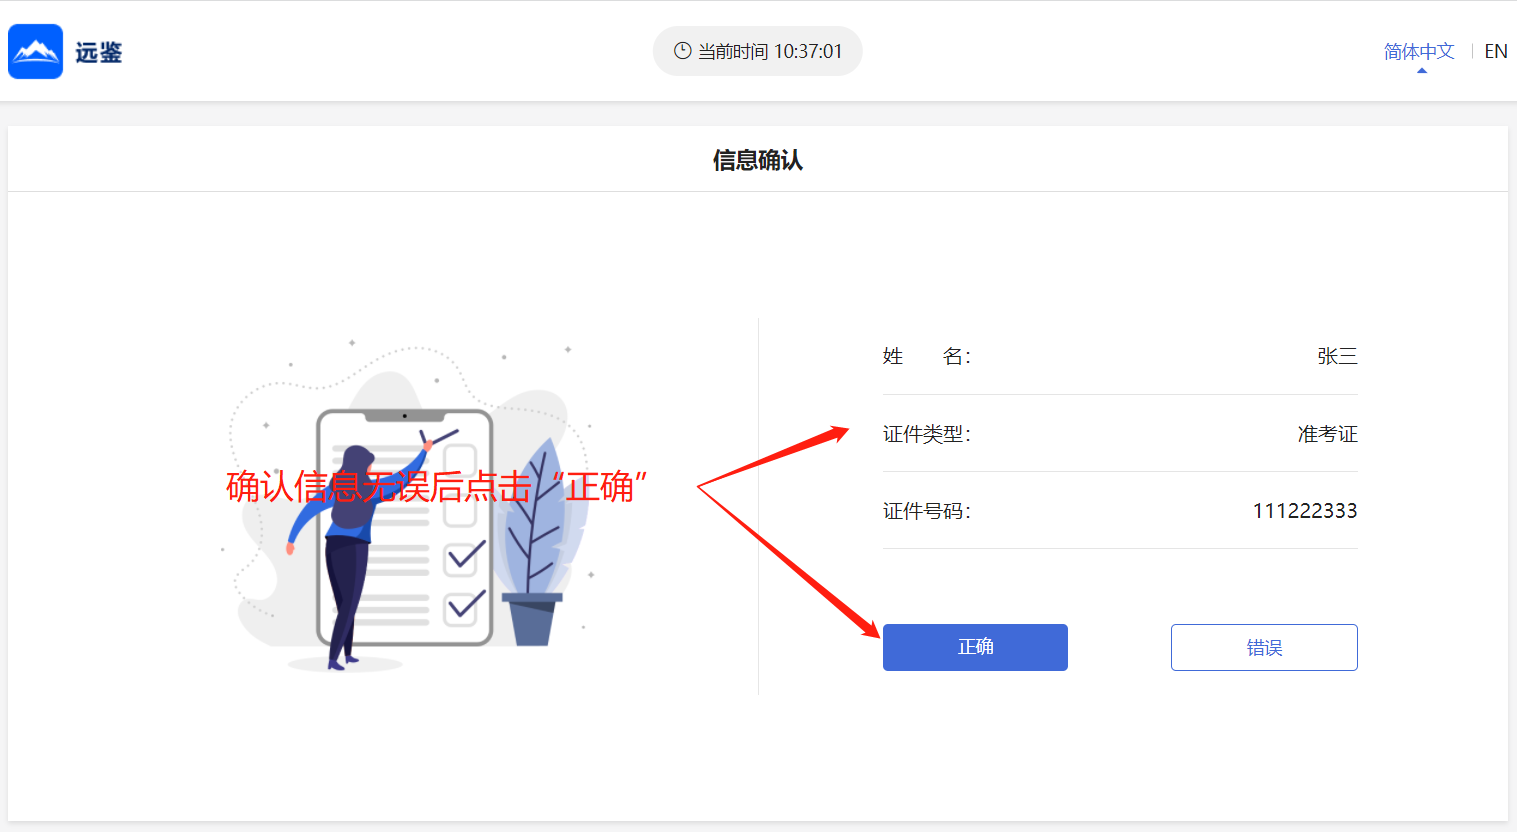 远鉴
当前时间 10:37:01
简体中文 | EN
信息确认
姓 名： 张三
证件类型： 准考证
确认信息无误后点击“正确”
证件号码： 111222333
正确 错误